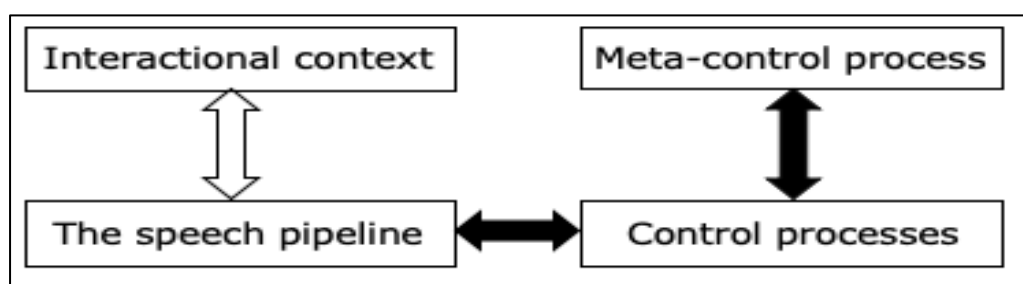 Interactional context
Meta-control process
The speech pipeline
Control processes